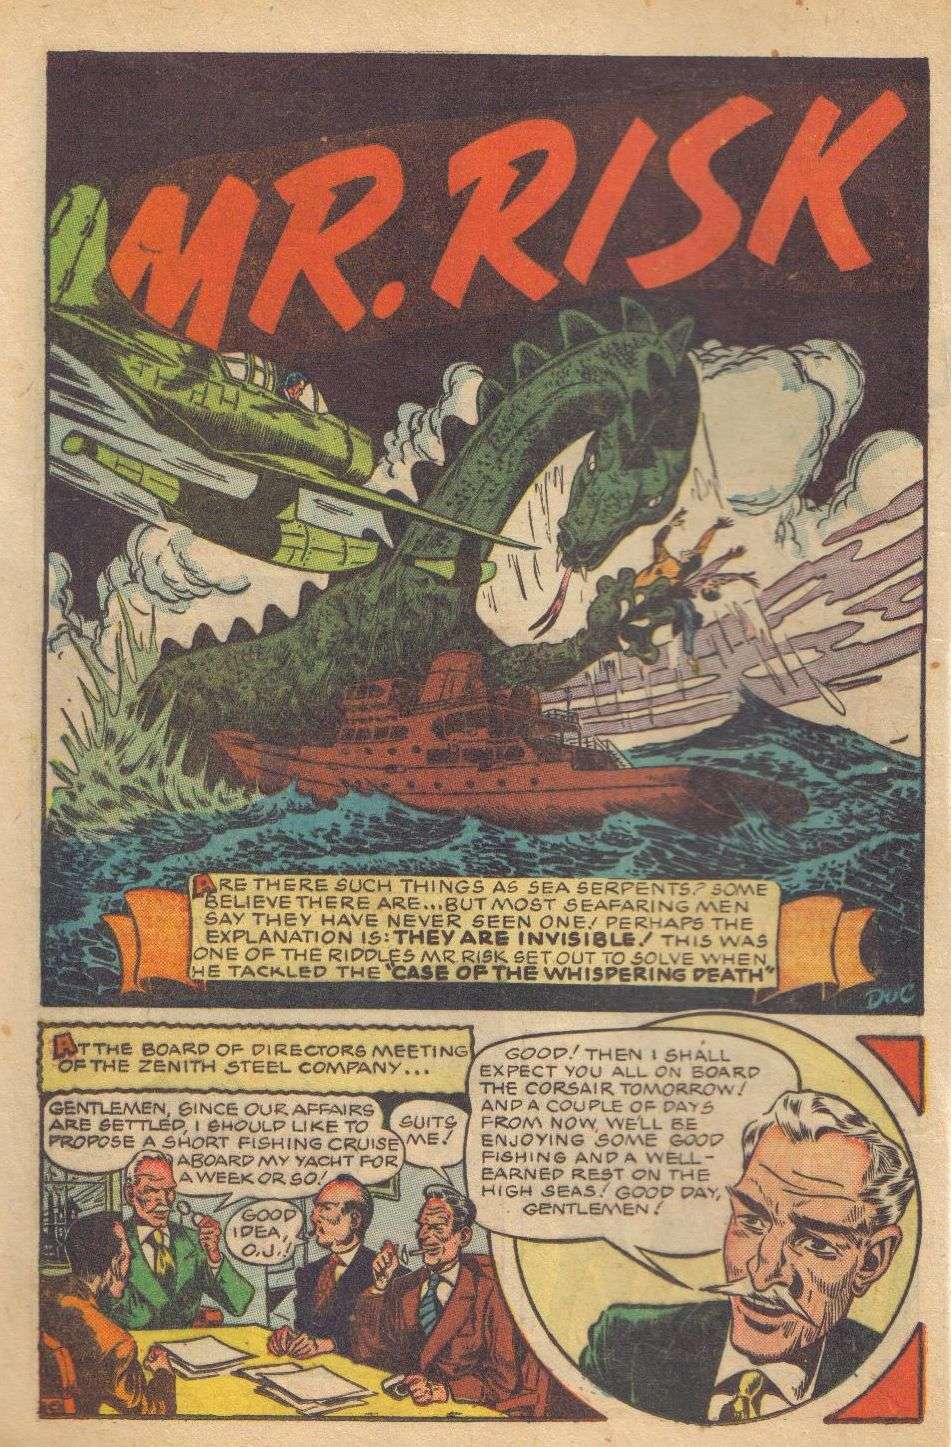 MR. RISK
ARE THERE SUCH THINGS AS SEA SERPENTS? SOME
BELIEVE THERE ARE...BUT MOST SEAFARING MEN
SAY THEY HAVE NEVER SEEN ONE! PERHAPS THE
EXPLANATION IS: THEY ARE INVISIBLE! THIS WAS
ONE OF THE RIDDLES MR. RISK SET OUT TO SOLVE WHEN
HE TACKLED THE "CASE OF THE WHISPERING DEATH"
DUC
AT THE BOARD OF DIRECTORS MEETING
OF THE ZENITH STEEL COMPANY...
GENTLEMEN, SINCE OUR AFFAIRS
ARE SETTLED, I SHOULD LIKE TO
PROPOSE A SHORT FISHING CRUISE
ABOARD MY YACHT FOR
A WEEK OR SO!
SUITS
ME!
GOOD
IDEA,
O.J.!
GOOD! THEN I SHALL
EXPECT YOU ALL ON BOARD
THE CORSAIR TOMORROW!
AND A COUPLE OF DAYS
FROM NOW, WE'LL BE
ENJOYING SOME GOOD
FISHING AND A WELL-
EARNED REST ON THE
HIGH SEAS! GOOD DAY,
GENTLEMEN!